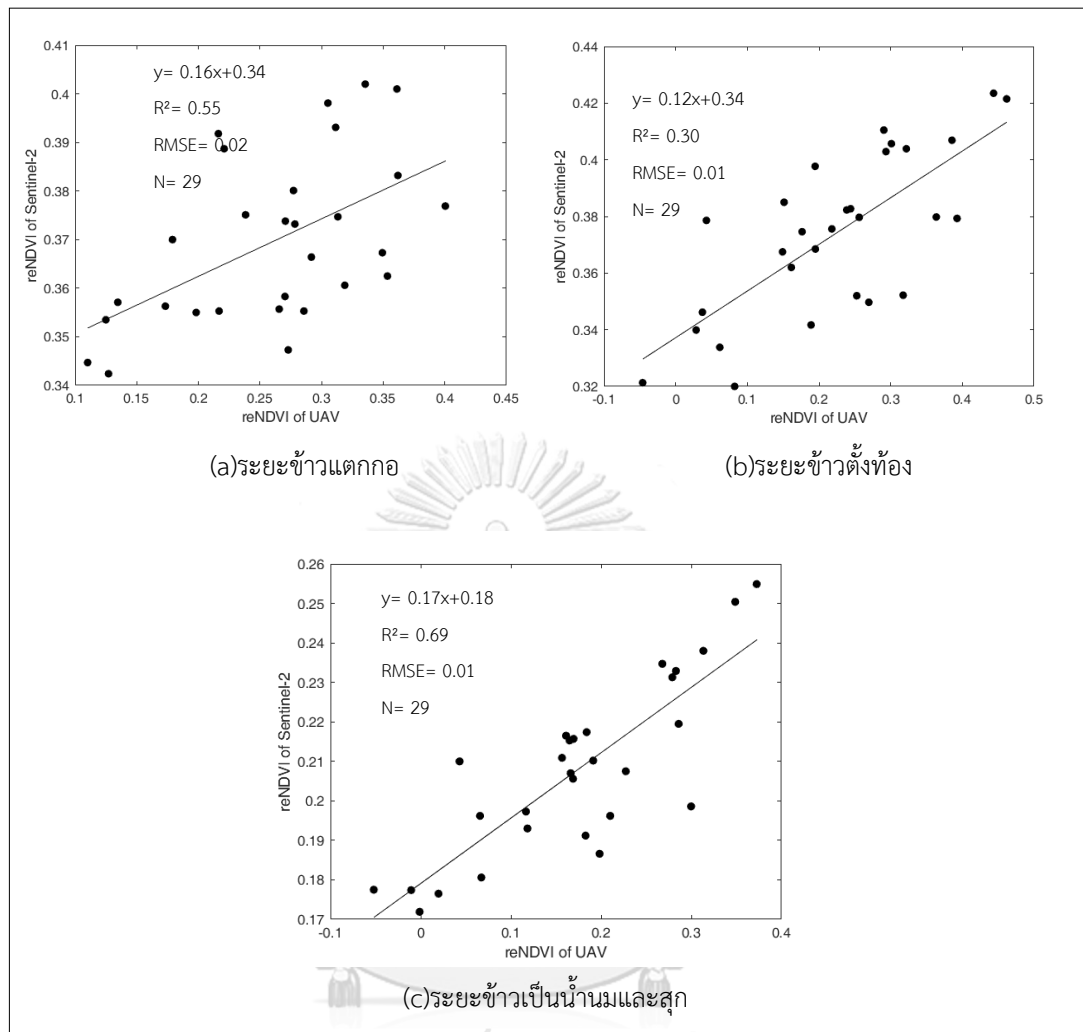 0.41
0.4
0.39
0.38
0.37
0.36
0.35
0.34
reNDVI of Sentinel-2
y= 0.16x+0.34
R²= 0.55
RMSE= 0.02
N= 29
0.1 0.15 0.2 0.25 0.3 0.35 0.4 0.45
reNDVI of UAV
(a)ระยะข้าวแตกกอ
0.44
0.42
0.4
0.38
0.36
0.34
0.32
reNDVI of Sentinel-2
y= 0.12x+0.34
R²= 0.30
RMSE= 0.01
N= 29
-0.1 0 0.1 0.2 0.3 0.4 0.5
reNDVI of UAV
(b)ระยะข้าวตั้งท้อง
0.26
0.25
0.24
0.23
0.22
0.21
0.2
0.19
0.18
0.17
reNDVI of Sentinel-2
y= 0.17x+0.18
R²= 0.69
RMSE= 0.01
N= 29
-0.1 0 0.1 0.2 0.3 0.4
reNDVI of UAV
(c)ระยะข้าวเป็นน้ำนมและสุก